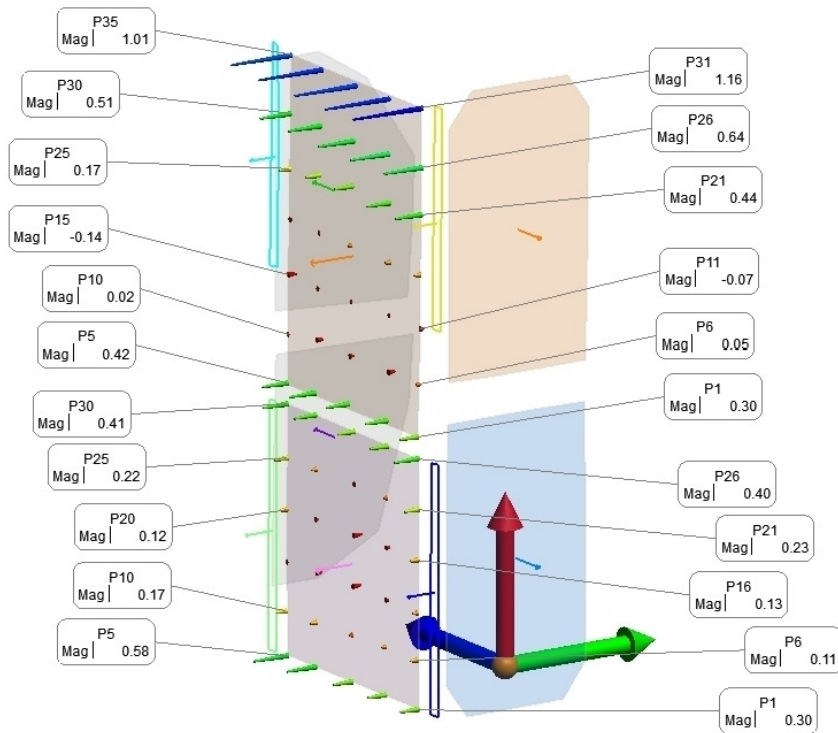 P35
Mag 1.01
P30
Mag 0.51
P25
Mag 0.17
P15
Mag -0.14
P10
Mag 0.02
P5
Mag 0.42
P30
Mag 0.41
P25
Mag 0.22
P20
Mag 0.12
P10
Mag 0.17
P5
Mag 0.58
P31
Mag 1.16
P26
Mag 0.64
P21
Mag 0.44
P11
Mag -0.07
P6
Mag 0.05
P1
Mag 0.30
P26
Mag 0.40
P21
Mag 0.23
P16
Mag 0.13
P6
Mag 0.11
P1
Mag 0.30